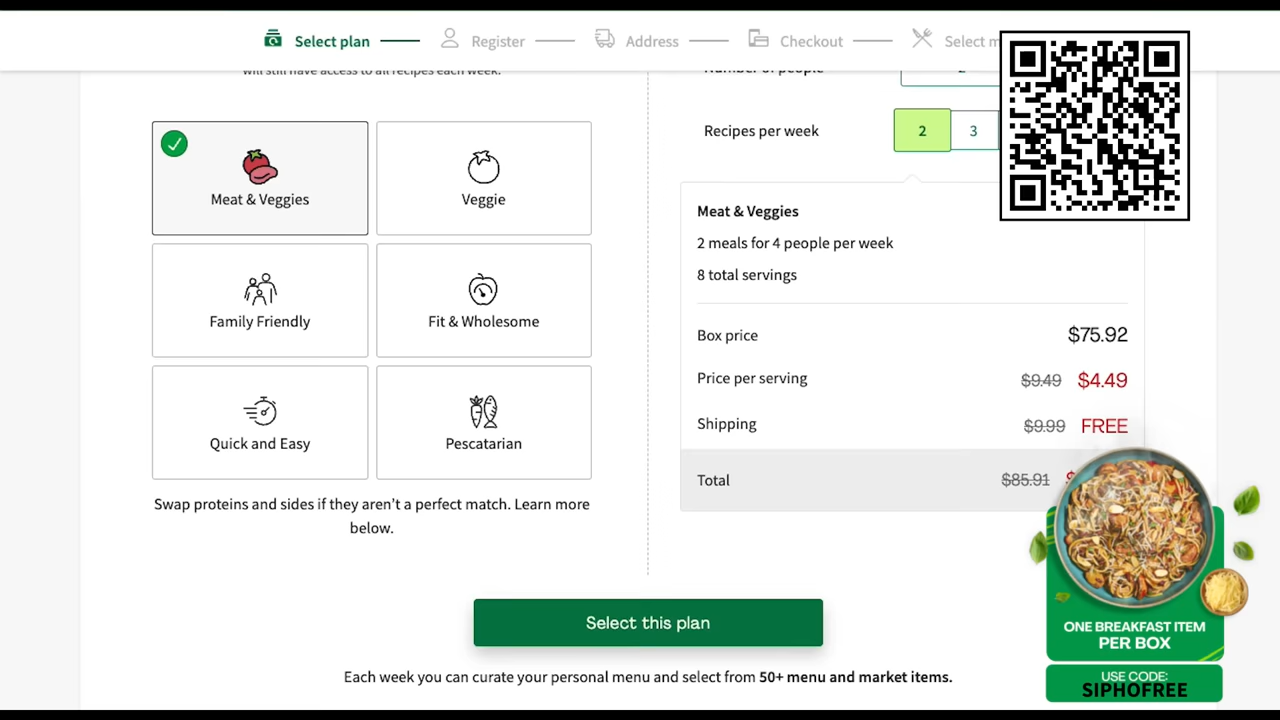 Select plan
Register
Address
Checkout
Select
will still have access to all recipes each week.
Number of people
2
Recipes per week
2
3
Meat & Veggies
Veggie
Family Friendly
Fit & Wholesome
Quick and Easy
Pescatarian
Swap proteins and sides if they aren’t a perfect match. Learn more
below.
Meat & Veggies
2 meals for 4 people per week
8 total servings
Box price
$75.92
Price per serving
$9.49 $4.49
Shipping
$9.99 FREE
Total
$85.91 $
Select this plan
Each week you can curate your personal menu and select from 50+ menu and market items.
ONE BREAKFAST ITEM
PER BOX
USE CODE:
SIPHOFREE